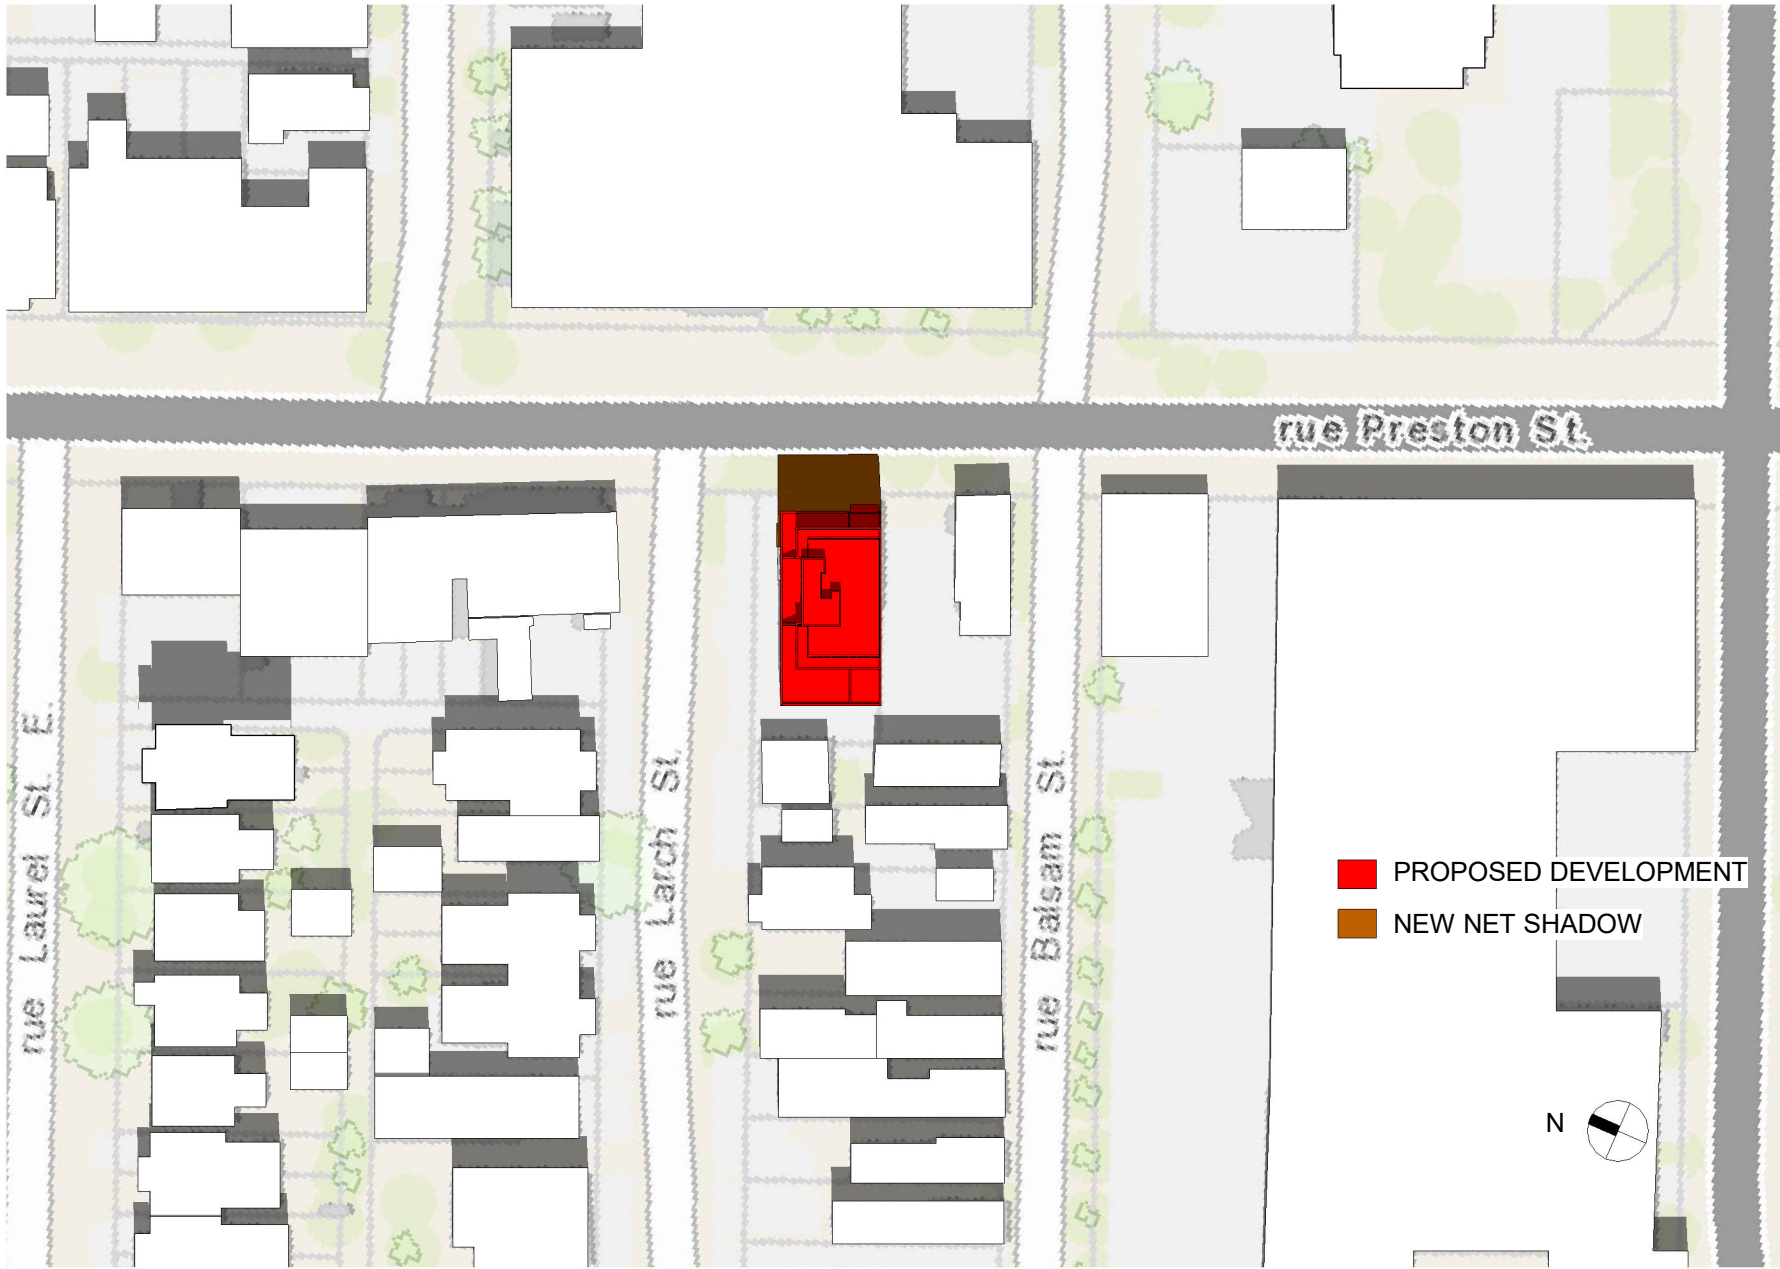 rue Preston St.
rue Laurel St. E.
rue Larch St.
rue Balsam St.
PROPOSED DEVELOPMENT
NEW NET SHADOW
N